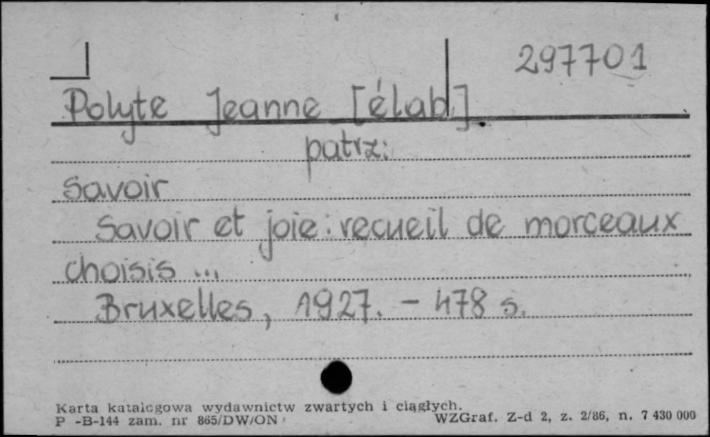 297701
Polyte Jeanne [élab.].
patrz:
Savoir
Savoir et joie: recueil de morceaux
choisis ...
Bruxelles, 1927. - 478 s.
Karta katalogowa wydawnictw zwartych i ciągłych.
P -B-144 zam. nr 865/DW/ON WZGraf. Z-d 2, z. 2/86, n. 7 430 000